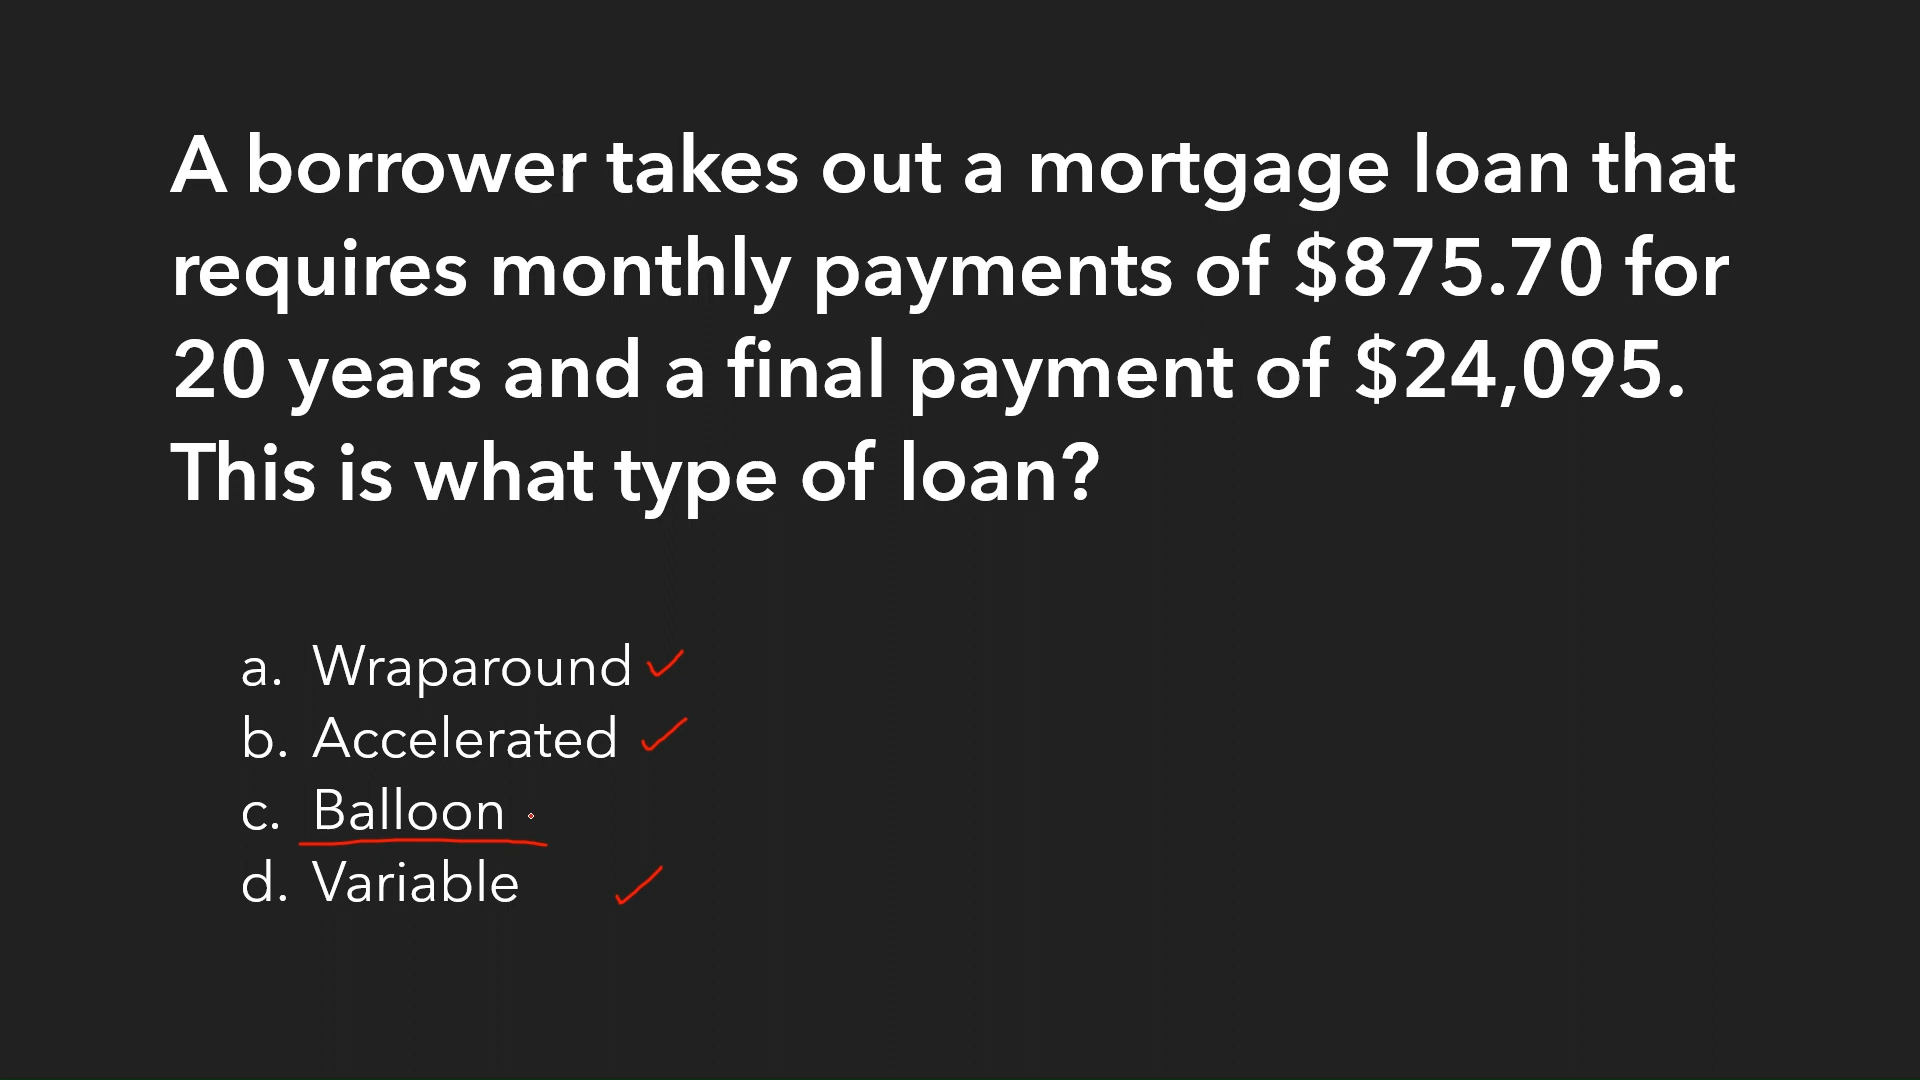 A borrower takes out a mortgage loan that
requires monthly payments of $875.70 for
20 years and a final payment of $24,095.
This is what type of loan?
a. Wraparound
b. Accelerated
c. Balloon
d. Variable